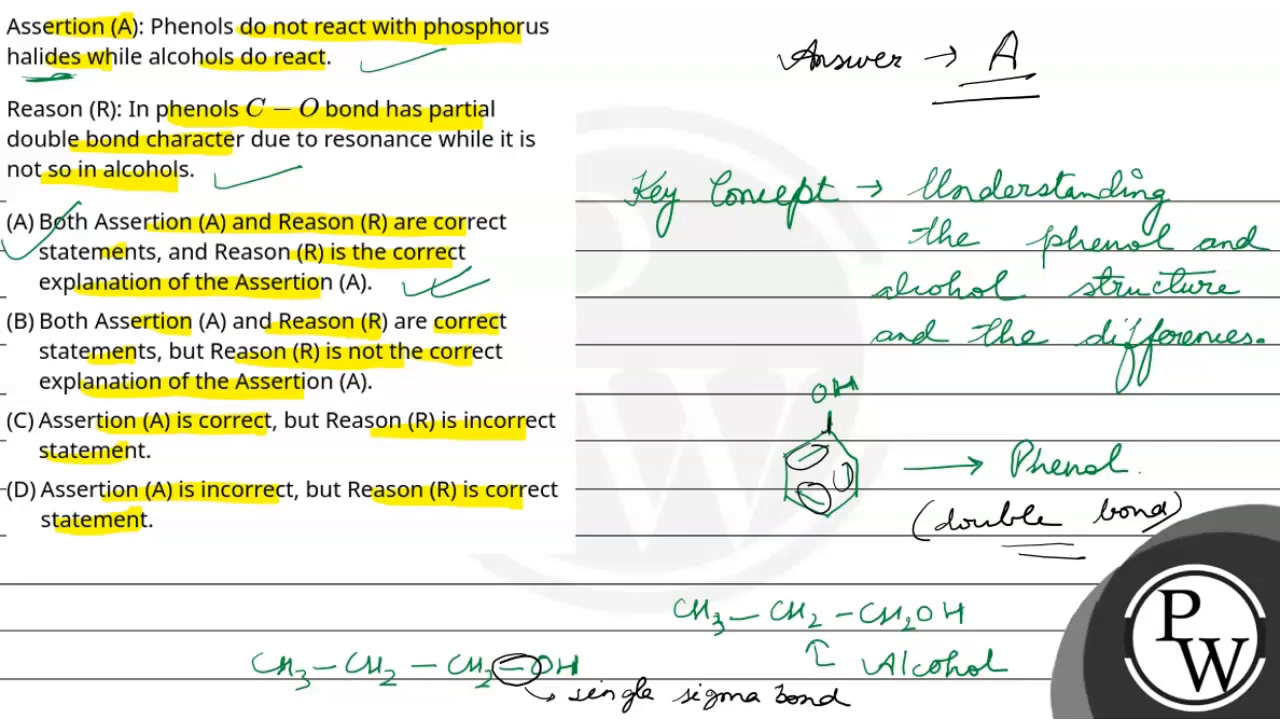 Assertion (A): Phenols do not react with phosphorus
halides while alcohols do react.
Reason (R): In phenols C − O bond has partial
double bond character due to resonance while it is
not so in alcohols.
(A) Both Assertion (A) and Reason (R) are correct
statements, and Reason (R) is the correct
explanation of the Assertion (A).
(B) Both Assertion (A) and Reason (R) are correct
statements, but Reason (R) is not the correct
explanation of the Assertion (A).
(C) Assertion (A) is correct, but Reason (R) is incorrect
statement.
(D) Assertion (A) is incorrect, but Reason (R) is correct
statement.
Answer → A
Key Concept → Understanding
the phenol and
alcohol structure
and the differences.
OH
→ Phenol.
(double bond)
CH₃ − CH₂ − CH₂OH
Alcohol
CH₃ − CH₂ − CH₂ − OH
→ single sigma bond
P
W
PW